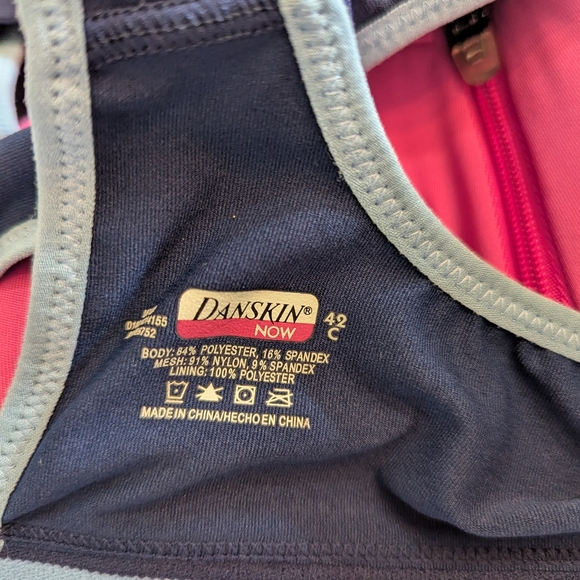 DANSKIN®
NOW
42
C
BODY: 84% POLYESTER, 16% SPANDEX
MESH: 91% NYLON, 9% SPANDEX
LINING: 100% POLYESTER
MADE IN CHINA/HECHO EN CHINA